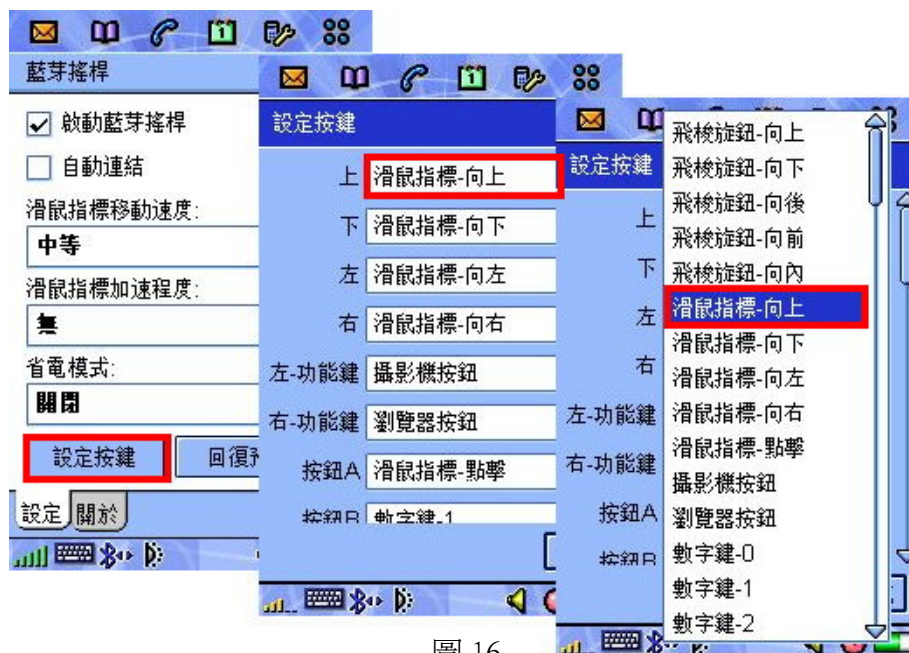 藍芽搖桿
啟動藍芽搖桿
自動連結
滑鼠指標移動速度:
中等
滑鼠指標加速程度:
無
省電模式:
關閉
設定按鍵
回復
設定
關於
設定按鍵
上 滑鼠指標-向上
下 滑鼠指標-向下
左 滑鼠指標-向左
右 滑鼠指標-向右
左-功能鍵 攝影機按鈕
右-功能鍵 瀏覽器按鈕
按鈕A 滑鼠指標-點擊
按鈕B 數字鍵-1
設定按鍵
上
下
左
右
左-功能鍵
右-功能鍵
按鈕A
按鈕B
飛梭旋鈕-向上
飛梭旋鈕-向下
飛梭旋鈕-向後
飛梭旋鈕-向前
飛梭旋鈕-向內
滑鼠指標-向上
滑鼠指標-向下
滑鼠指標-向左
滑鼠指標-向右
滑鼠指標-點擊
攝影機按鈕
瀏覽器按鈕
數字鍵-0
數字鍵-1
數字鍵-2
圖 16